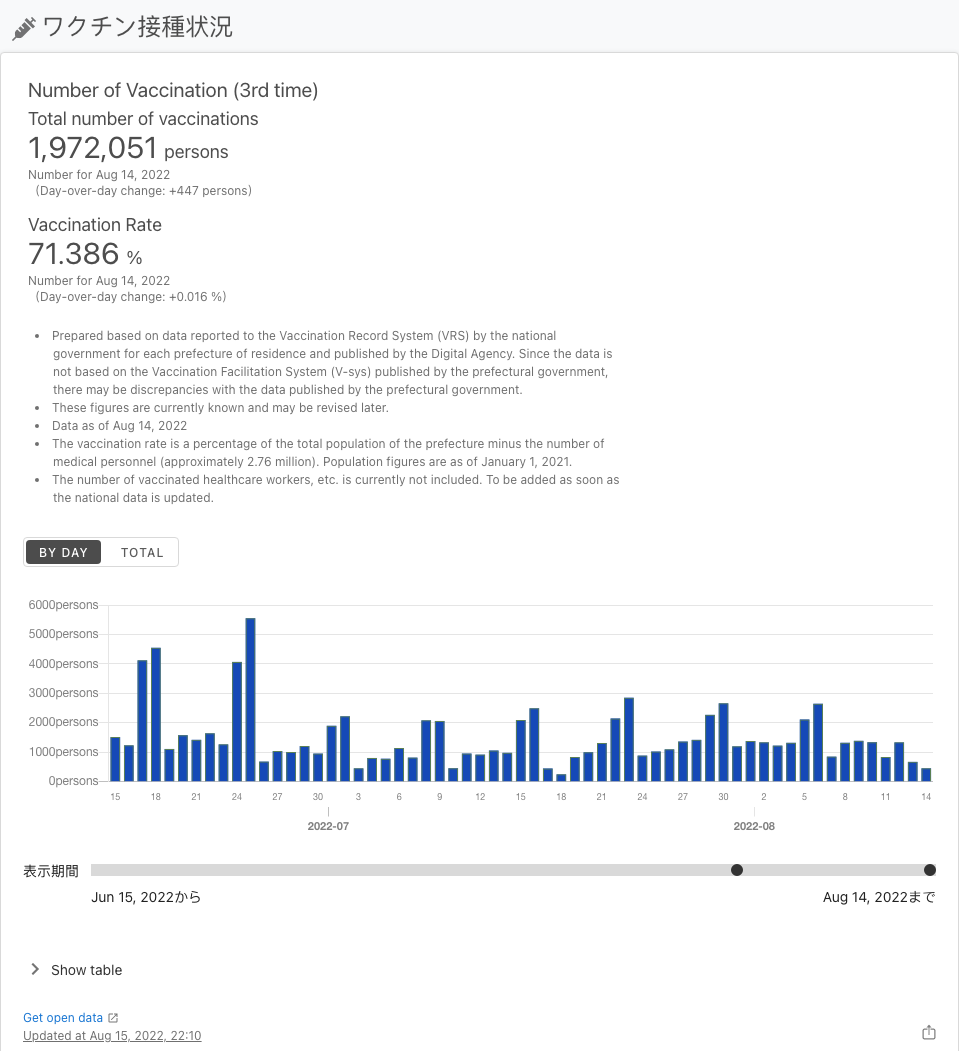 ワクチン接種状況
Number of Vaccination (3rd time)
Total number of vaccinations
1,972,051 persons
Number for Aug 14, 2022
(Day-over-day change: +447 persons)
Vaccination Rate
71.386 %
Number for Aug 14, 2022
(Day-over-day change: +0.016 %)
• Prepared based on data reported to the Vaccination Record System (VRS) by the national
government for each prefecture of residence and published by the Digital Agency. Since the data is
not based on the Vaccination Facilitation System (V-sys) published by the prefectural government,
there may be discrepancies with the data published by the prefectural government.
• These figures are currently known and may be revised later.
• Data as of Aug 14, 2022
• The vaccination rate is a percentage of the total population of the prefecture minus the number of
medical personnel (approximately 2.76 million). Population figures are as of January 1, 2021.
• The number of vaccinated healthcare workers, etc. is currently not included. To be added as soon as
the national data is updated.
BY DAY TOTAL
6000persons
5000persons
4000persons
3000persons
2000persons
1000persons
0persons
15 18 21 24 27 30 3 6 9 12 15 18 21 24 27 30 2 5 8 11 14
2022-07 2022-08
表示期間
Jun 15, 2022から Aug 14, 2022まで
Show table
Get open data
Updated at Aug 15, 2022, 22:10